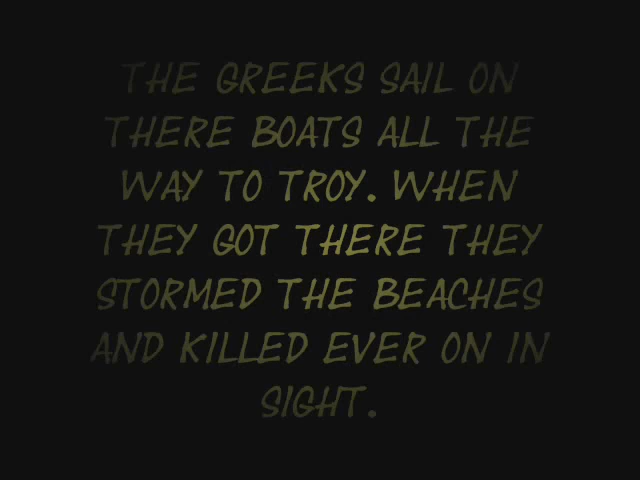 THE GREEKS SAIL ON
THERE BOATS ALL THE
WAY TO TROY. WHEN
THEY GOT THERE THEY
STORMED THE BEACHES
AND KILLED EVER ON IN
SIGHT.